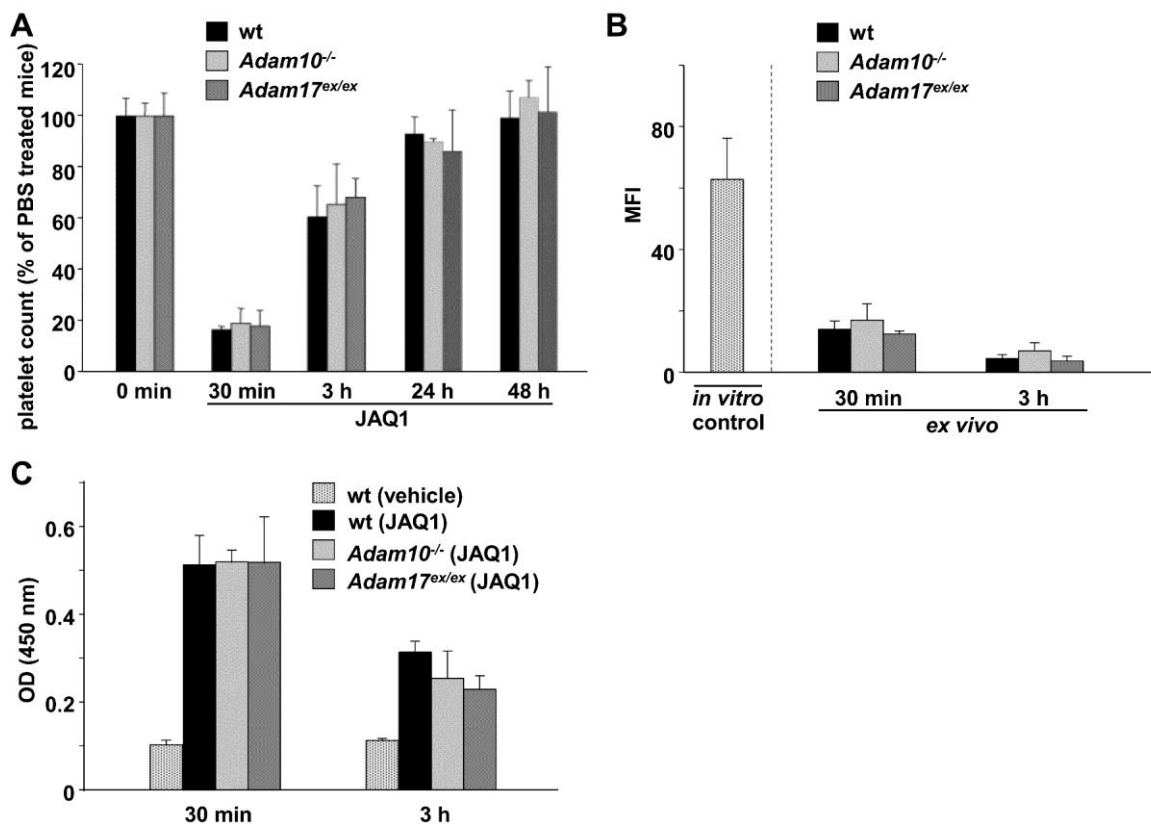 A
wt
Adam10-/-
Adam17ex/ex
platelet count (% of PBS treated mice)
120
100
80
60
40
20
0
0 min
30 min
3 h
24 h
48 h
JAQ1
B
wt
Adam10-/-
Adam17ex/ex
MFI
80
40
0
in vitro
control
30 min
3 h
ex vivo
C
wt (vehicle)
wt (JAQ1)
Adam10-/- (JAQ1)
Adam17ex/ex (JAQ1)
OD (450 nm)
0.6
0.4
0.2
0
30 min
3 h